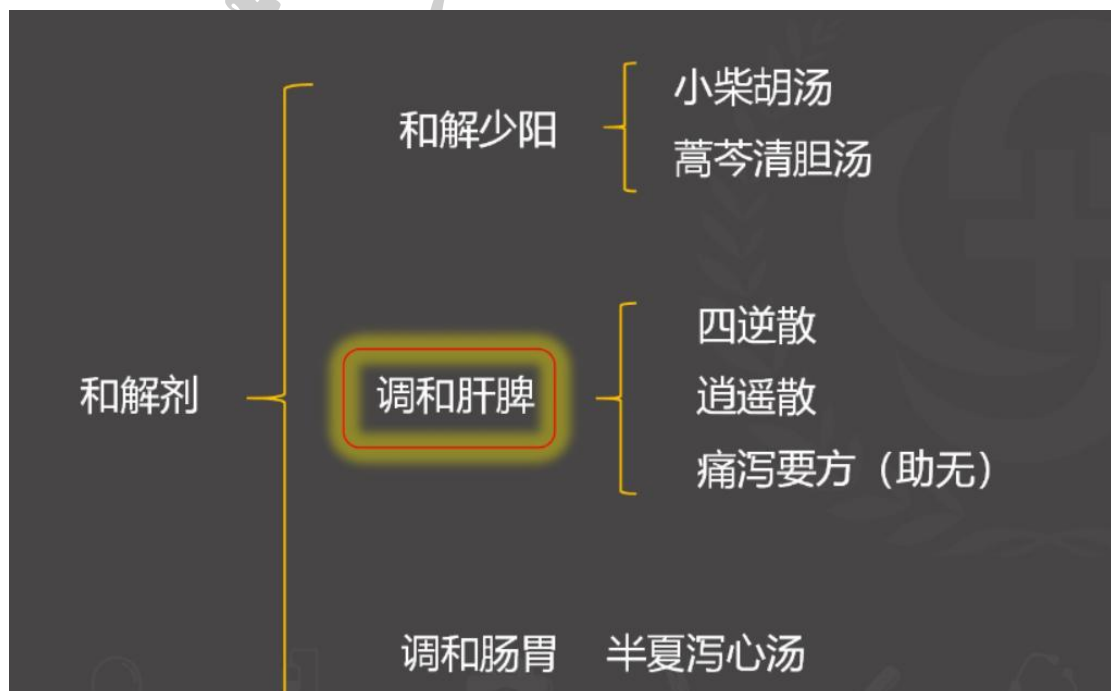 和解少阳
小柴胡汤
蒿芩清胆汤
和解剂
调和肝脾
四逆散
逍遥散
痛泻要方（助无）
调和肠胃
半夏泻心汤